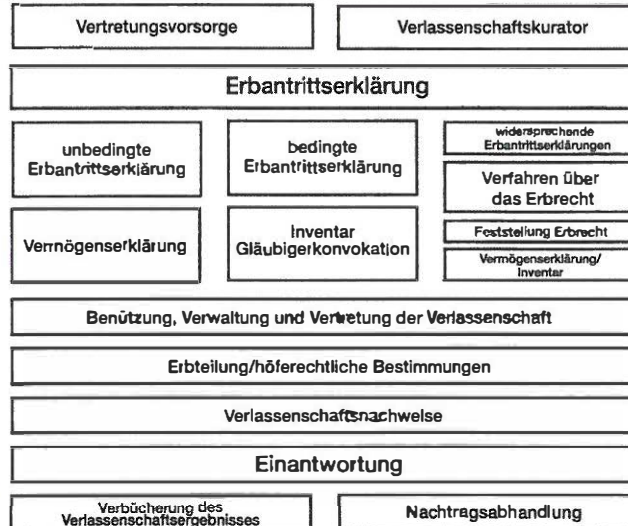 Vertretungsvorsorge
Verlassenschaftskurator
Erbantrittserklärung
unbedingte
Erbantrittserklärung
bedingte
Erbantrittserklärung
widersprechende
Erbantrittserklärungen
Verfahren über
das Erbrecht
Vermögenserklärung
Inventar
Gläubigerkonvokation
Feststellung Erbrecht
Vermögenserklärung/
Inventar
Benützung, Verwaltung und Vertretung der Verlassenschaft
Erbteilung/höferechtliche Bestimmungen
Verlassenschaftsnachweise
Einantwortung
Verbücherung des
Verlassenschaftsergebnisses
Nachtragsabhandlung